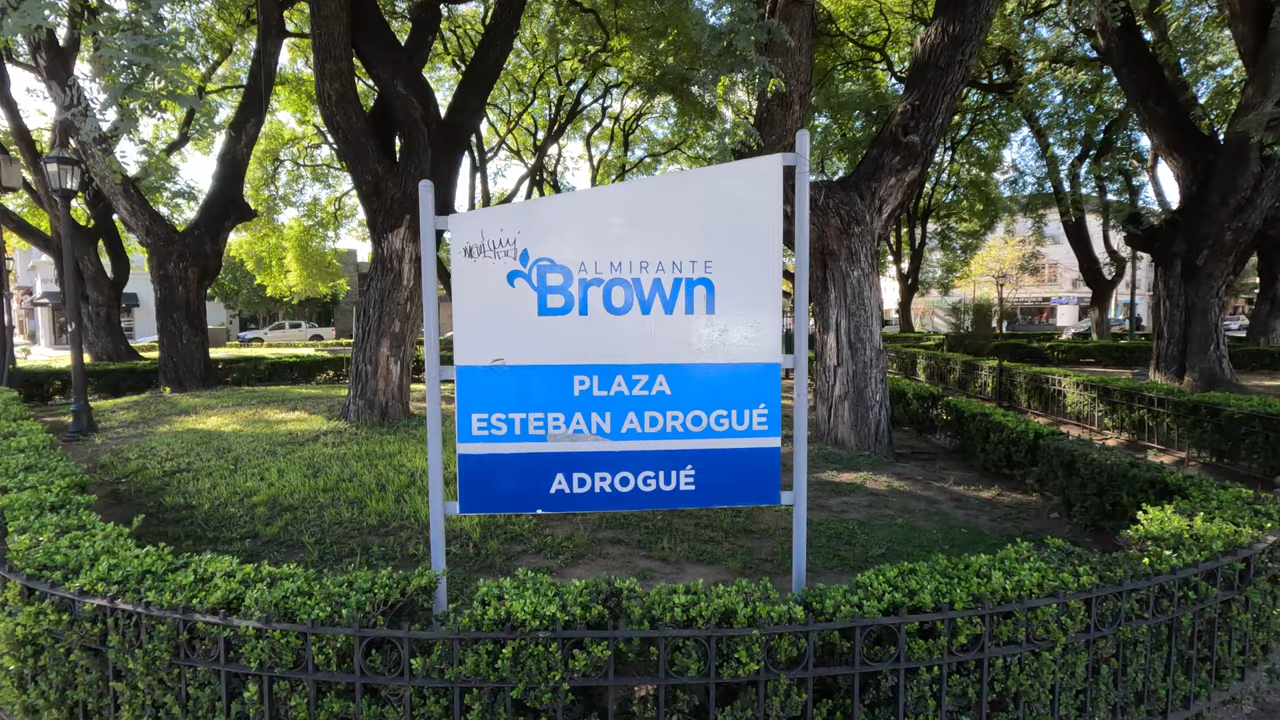 ALMIRANTE
Brown
PLAZA
ESTEBAN ADROGUÉ
ADROGUÉ